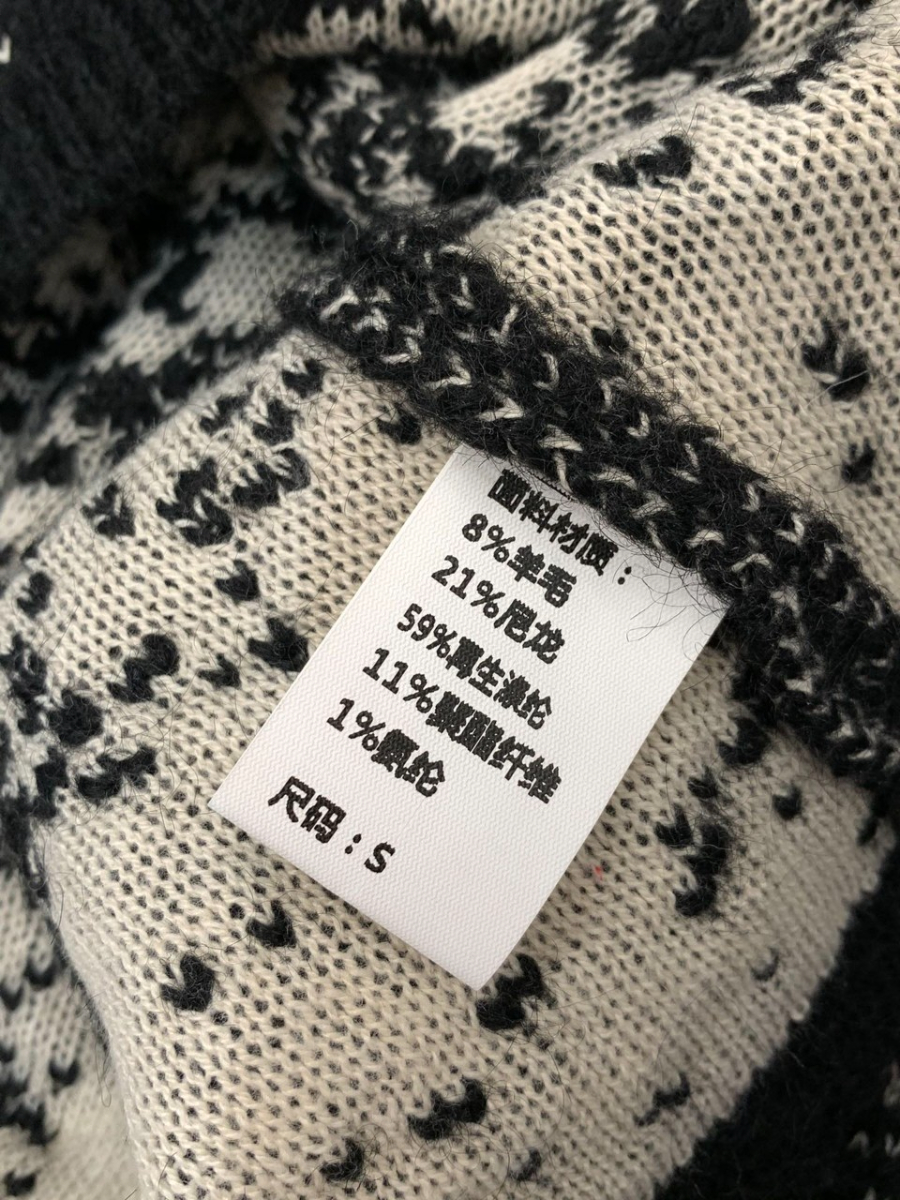 面料材质：
8%羊毛
21%尼龙
59%再生涤纶
11%聚酯纤维
1%氨纶
尺码：S